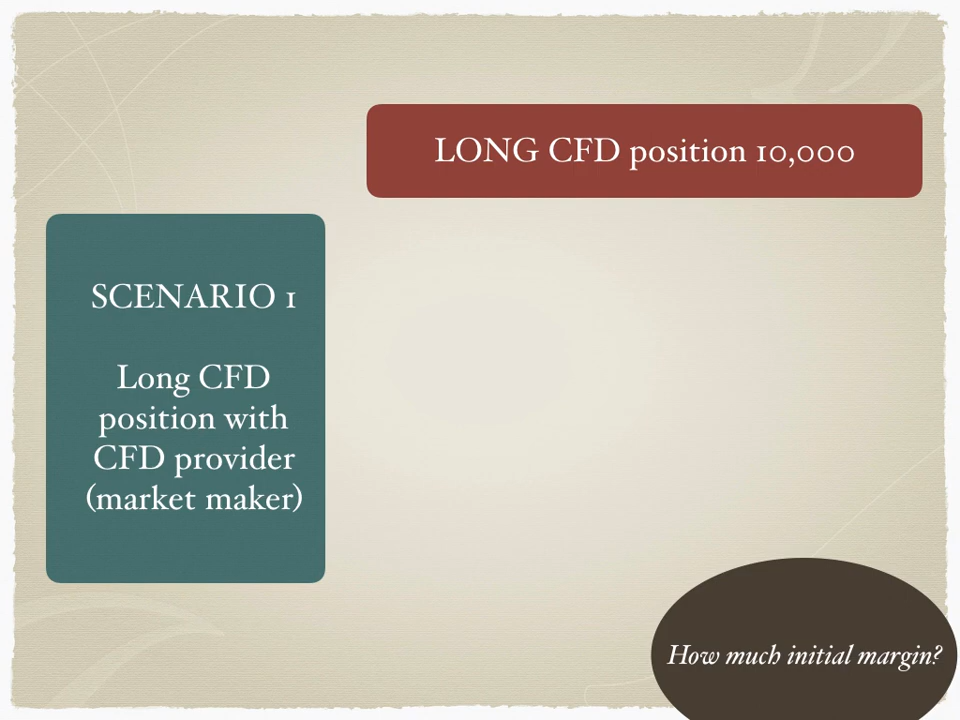 LONG CFD position 10,000
SCENARIO 1
Long CFD
position with
CFD provider
(market maker)
How much initial margin?